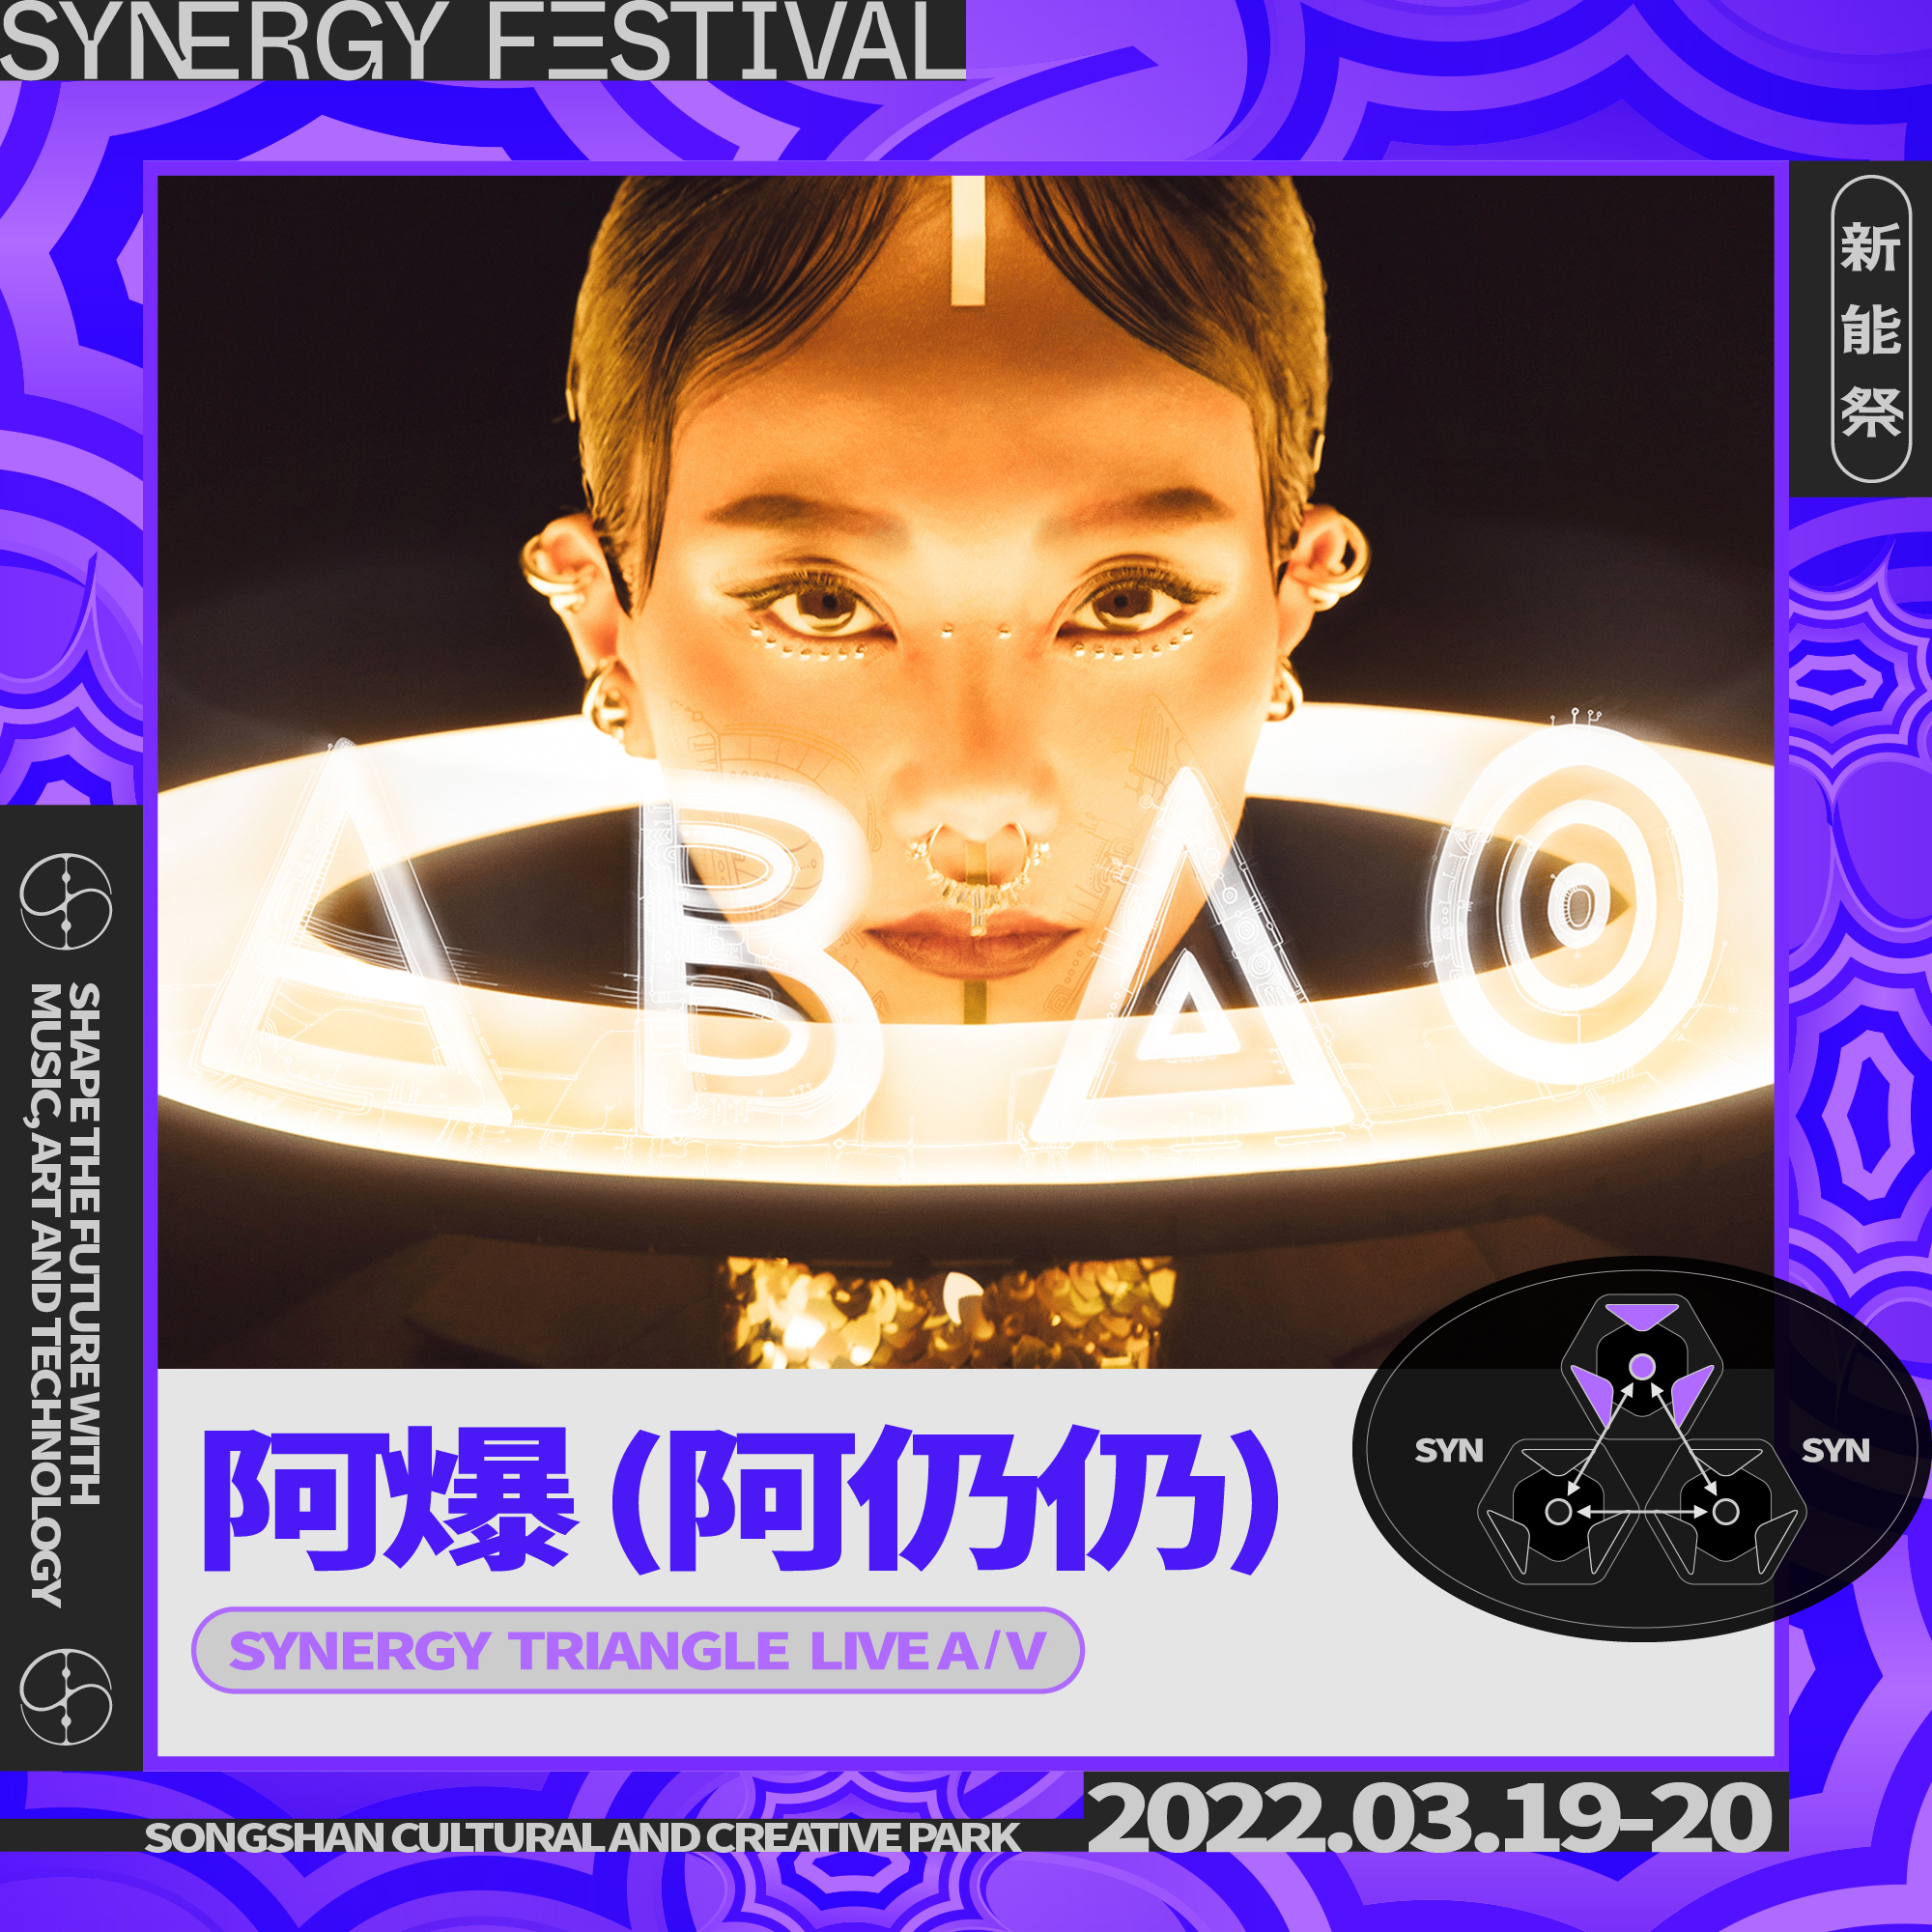 SYNERGY FESTIVAL
新能祭
ABAO
SHAPE THE FUTURE WITH
MUSIC, ART AND TECHNOLOGY
阿爆 (阿仍仍)
SYN
SYN
SYNERGY TRIANGLE LIVE A/V
SONGSHAN CULTURAL AND CREATIVE PARK
2022.03.19-20